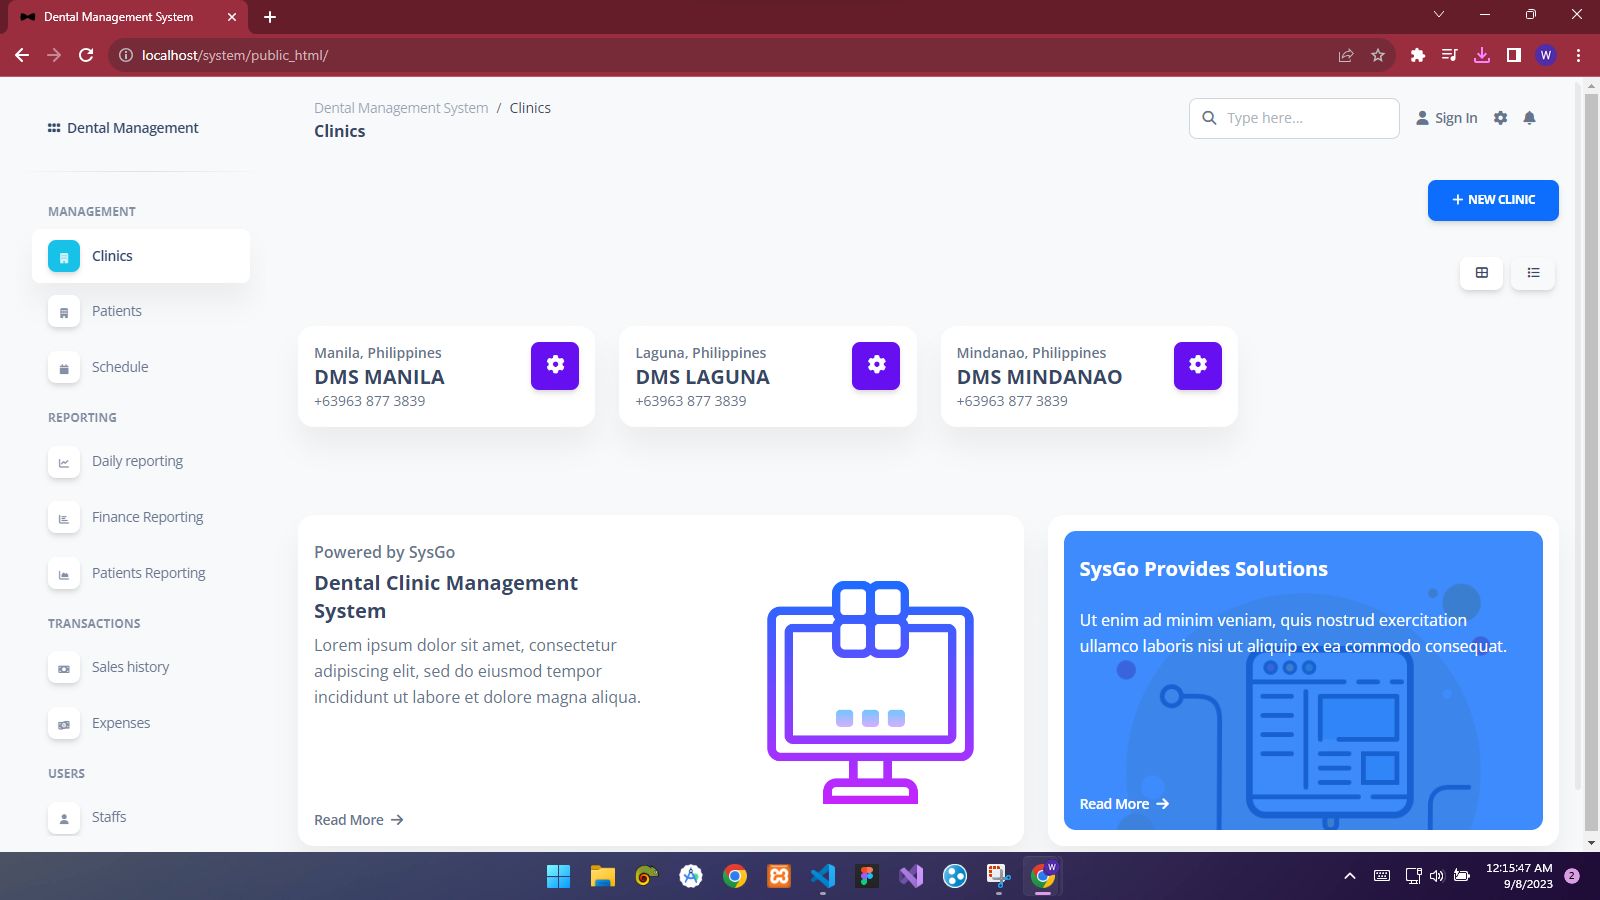 Dental Management System
localhost/system/public_html/
W
Dental Management
Dental Management System / Clinics
Clinics
Type here...
Sign In
+ NEW CLINIC
MANAGEMENT
Clinics
Patients
Schedule
REPORTING
Daily reporting
Finance Reporting
Patients Reporting
TRANSACTIONS
Sales history
Expenses
USERS
Staffs
Manila, Philippines
DMS MANILA
+63963 877 3839
Laguna, Philippines
DMS LAGUNA
+63963 877 3839
Mindanao, Philippines
DMS MINDANAO
+63963 877 3839
Powered by SysGo
Dental Clinic Management
System
Lorem ipsum dolor sit amet, consectetur
adipiscing elit, sed do eiusmod tempor
incididunt ut labore et dolore magna aliqua.
Read More
SysGo Provides Solutions
Ut enim ad minim veniam, quis nostrud exercitation
ullamco laboris nisi ut aliquip ex ea commodo consequat.
Read More
W
12:15:47 AM
9/8/2023
2